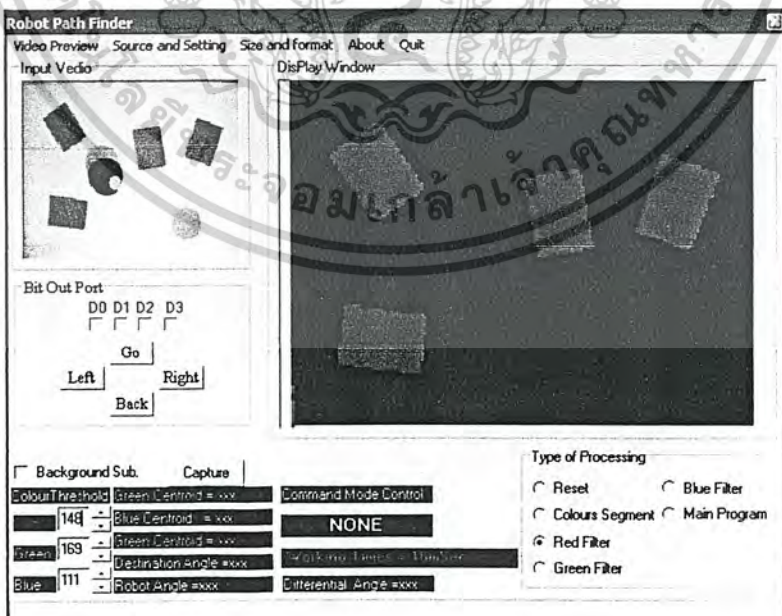 Robot Path Finder
Video Preview Source and Setting Size and format About Quit
Input Vedio
DisPlay Window
Bit Out Port
D0 D1 D2 D3
Go
Left Right
Back
Background Sub. Capture
ColourThreshold Green Centroid = xxx Command Mode Control
148 Blue Centroid = xxx NONE
Green 169 Green Centroid = xxx
Destination Angle =xxx
Blue 111 Robot Angle =xxx Differential Angle =xxx
Type of Processing
Reset Blue Filter
Colours Segment Main Program
Red Filter
Green Filter